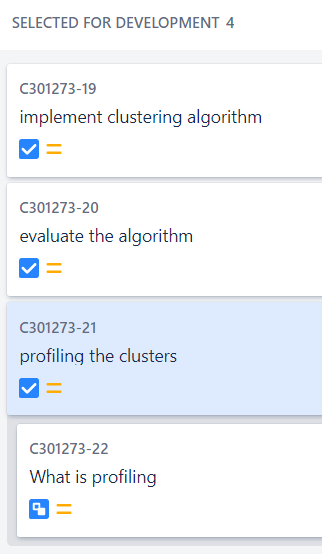 SELECTED FOR DEVELOPMENT 4
C301273-19
implement clustering algorithm
C301273-20
evaluate the algorithm
C301273-21
profiling the clusters
C301273-22
What is profiling